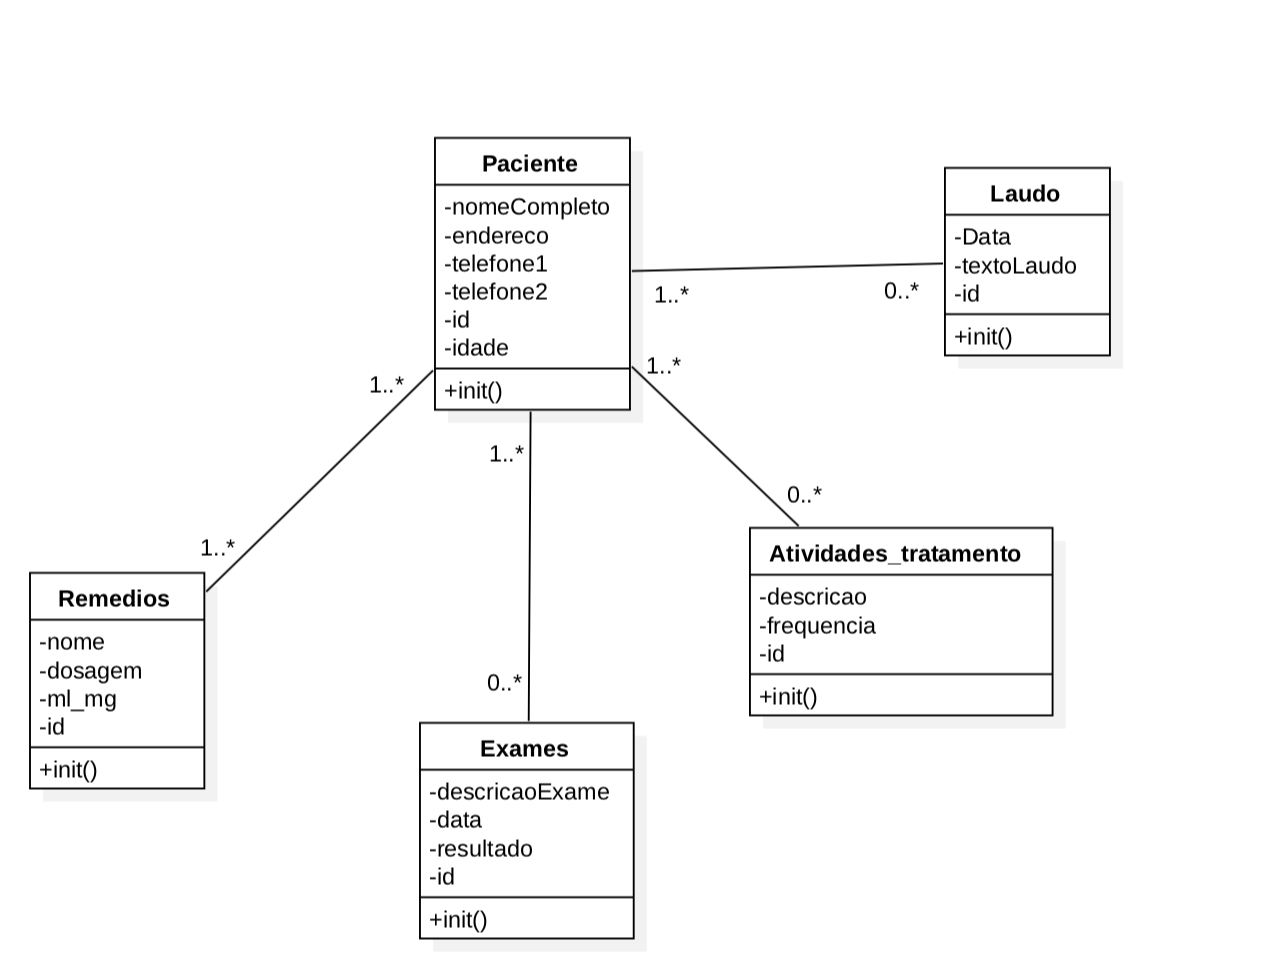 Paciente
-nomeCompleto
-endereco
-telefone1
-telefone2
-id
-idade
+init()
Laudo
-Data
-textoLaudo
-id
+init()
1..*
0..*
1..*
0..*
1..*
1..*
1..*
0..*
Atividades_tratamento
-descricao
-frequencia
-id
+init()
Remedios
-nome
-dosagem
-ml_mg
-id
+init()
Exames
-descricaoExame
-data
-resultado
-id
+init()